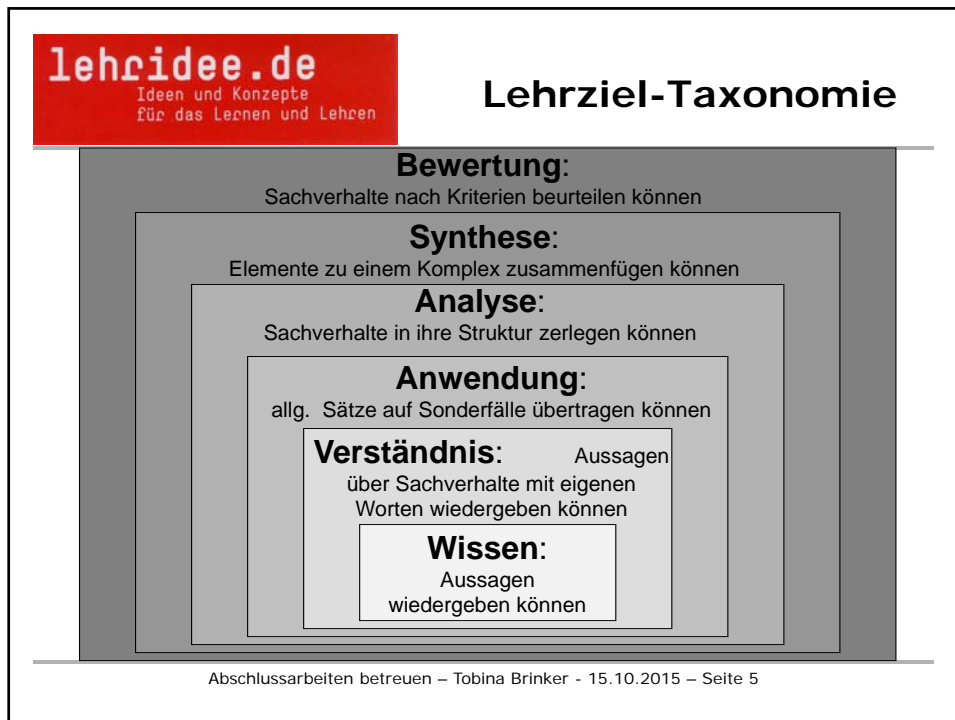 lehridee.de
Ideen und Konzepte
für das Lernen und Lehren
Lehrziel-Taxonomie
Bewertung:
Sachverhalte nach Kriterien beurteilen können
Synthese:
Elemente zu einem Komplex zusammenfügen können
Analyse:
Sachverhalte in ihre Struktur zerlegen können
Anwendung:
allg. Sätze auf Sonderfälle übertragen können
Verständnis: Aussagen
über Sachverhalte mit eigenen
Worten wiedergeben können
Wissen:
Aussagen
wiedergeben können
Abschlussarbeiten betreuen – Tobina Brinker - 15.10.2015 – Seite 5